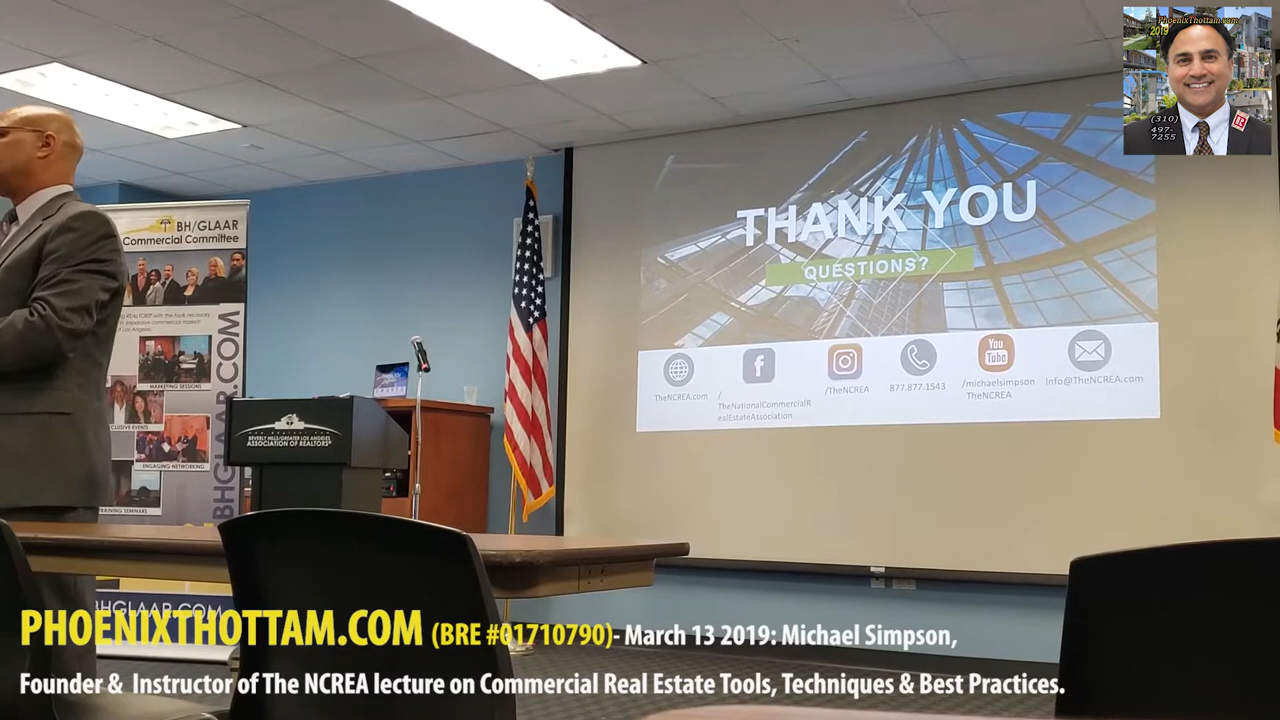 PhoenixThottam.com
2019
(310)
497-
7255
BH/GLAAR
Commercial Committee
MARKETING SESSIONS
ENGAGING NETWORKING
TRAINING SEMINARS
BHGLAAR.COM
BEVERLY HILLS/GREATER LOS ANGELES
ASSOCIATION OF REALTORS®
THANK YOU
QUESTIONS?
TheNCREA.com
/
TheNationalCommercialR
ealEstateAssociation
/TheNCREA
877.877.1543
You
Tube
/michaelsimpson
TheNCREA
Info@TheNCREA.com
BHGLAAR.COM
PHOENIXTHOTTAM.COM (BRE #01710790)- March 13 2019: Michael Simpson,
Founder & Instructor of The NCREA lecture on Commercial Real Estate Tools, Techniques & Best Practices.